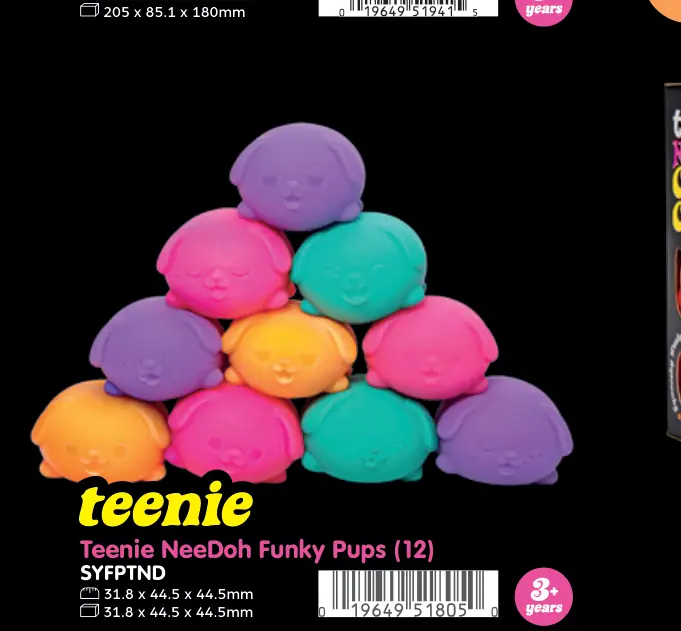 205 x 85.1 x 180mm
0 19649 51941 5
years
teenie
Teenie NeeDoh Funky Pups (12)
SYFPTND
31.8 x 44.5 x 44.5mm
31.8 x 44.5 x 44.5mm
0 19649 51805 0
3+
years